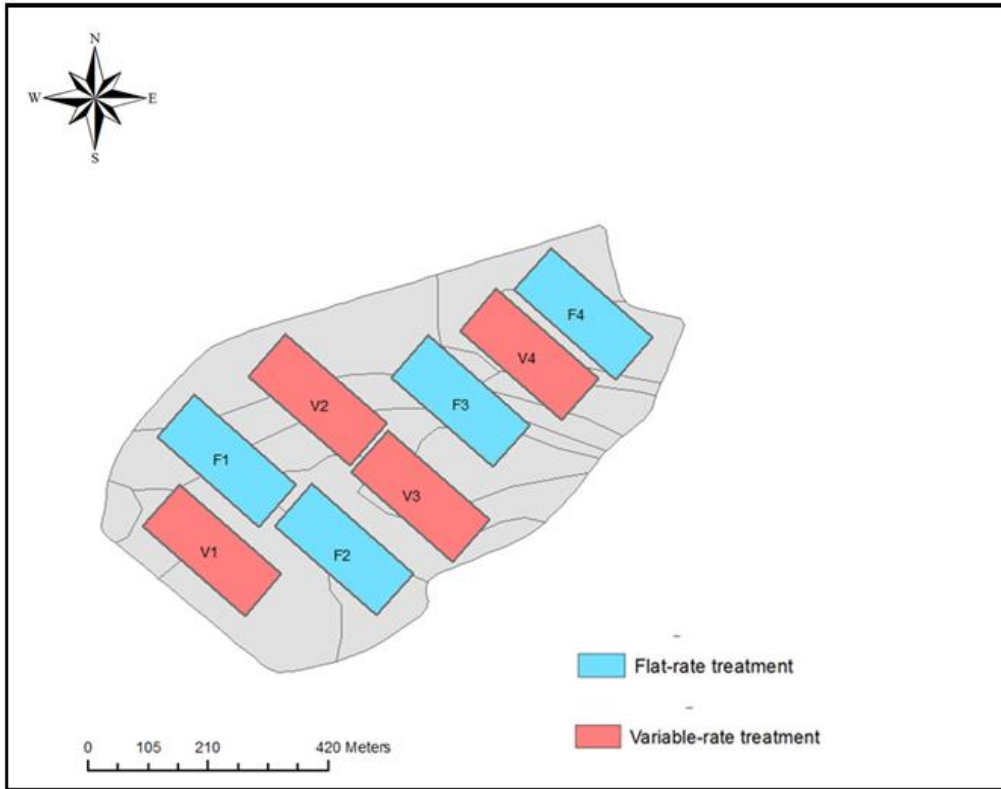 N
W E
S
F4
V4
V2
F3
F1
V3
V1
F2
Flat-rate treatment
Variable-rate treatment
0 105 210 420 Meters